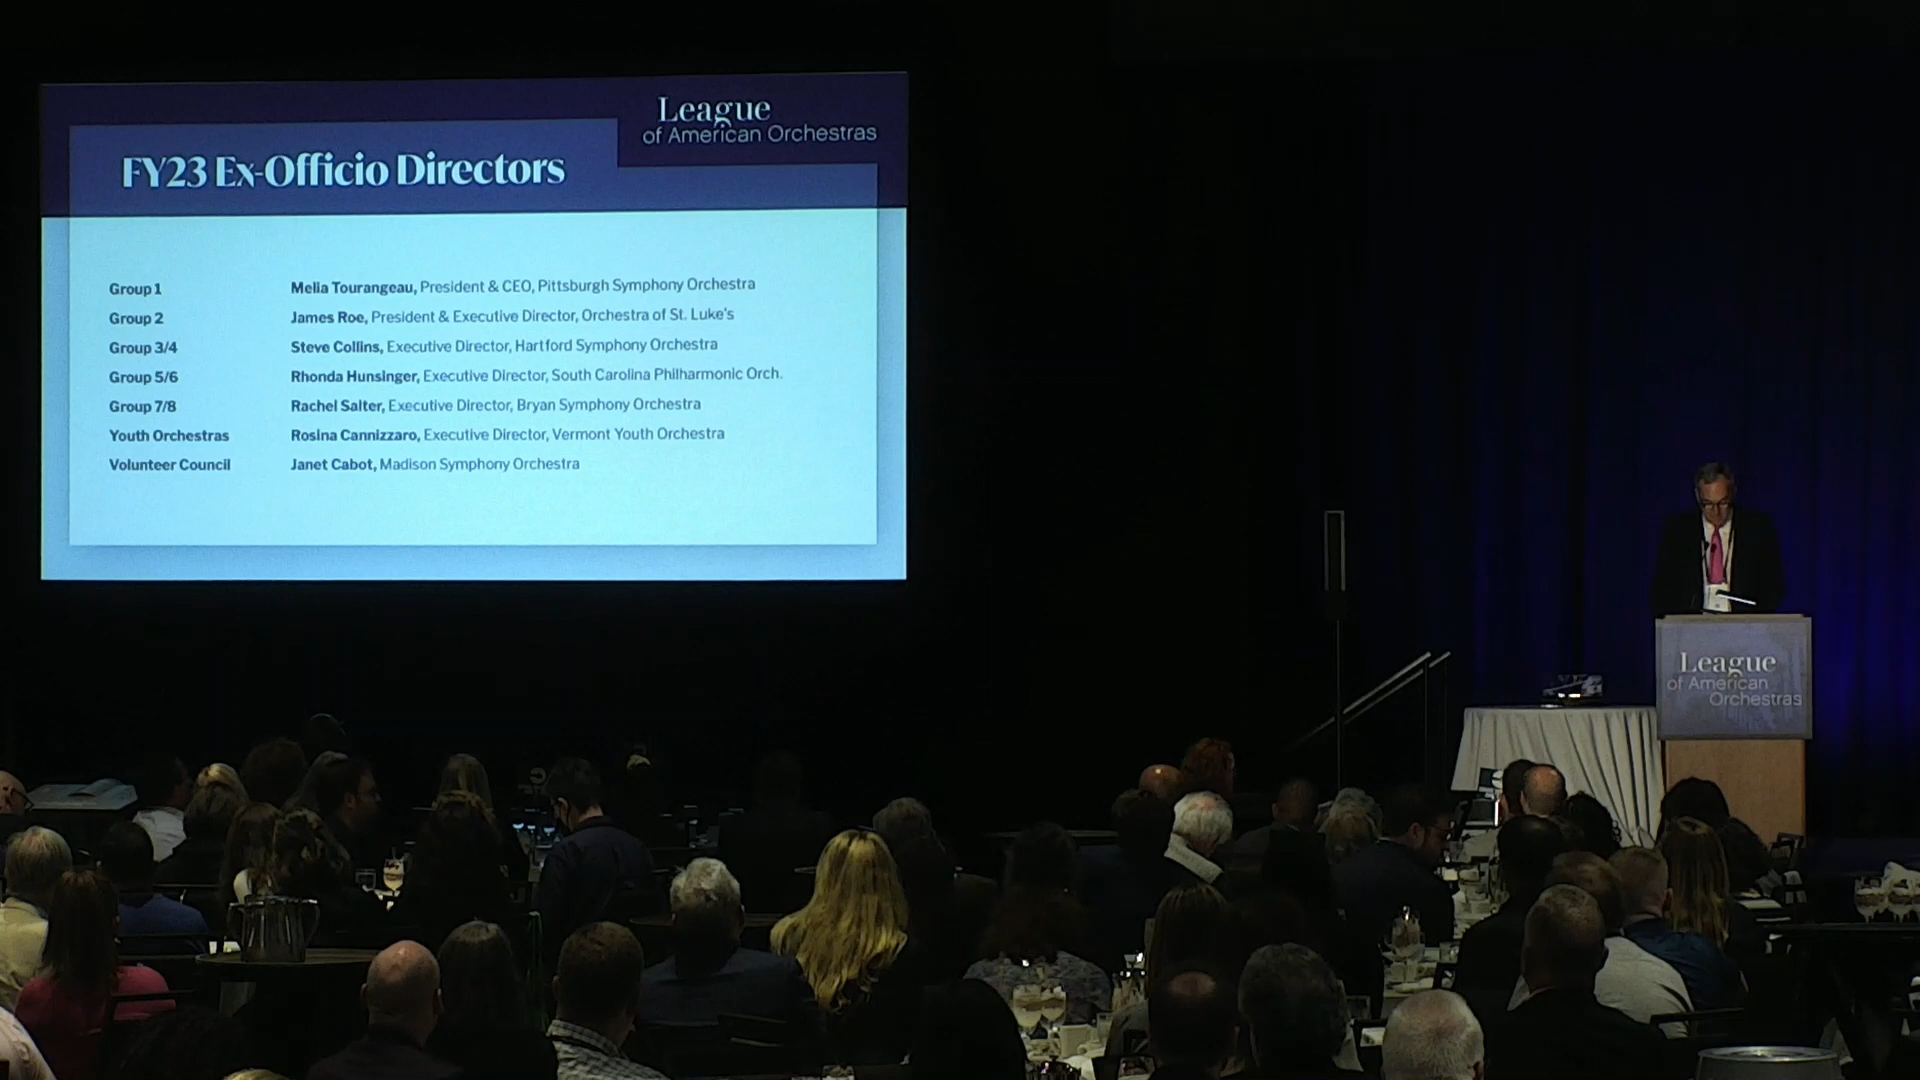 League
of American Orchestras
FY23 Ex-Officio Directors
Group 1 Melia Tourangeau, President & CEO, Pittsburgh Symphony Orchestra
Group 2 James Roe, President & Executive Director, Orchestra of St. Luke's
Group 3/4 Steve Collins, Executive Director, Hartford Symphony Orchestra
Group 5/6 Rhonda Hunsinger, Executive Director, South Carolina Philharmonic Orch.
Group 7/8 Rachel Salter, Executive Director, Bryan Symphony Orchestra
Youth Orchestras Rosina Cannizzaro, Executive Director, Vermont Youth Orchestra
Volunteer Council Janet Cabot, Madison Symphony Orchestra
League
of American
Orchestras